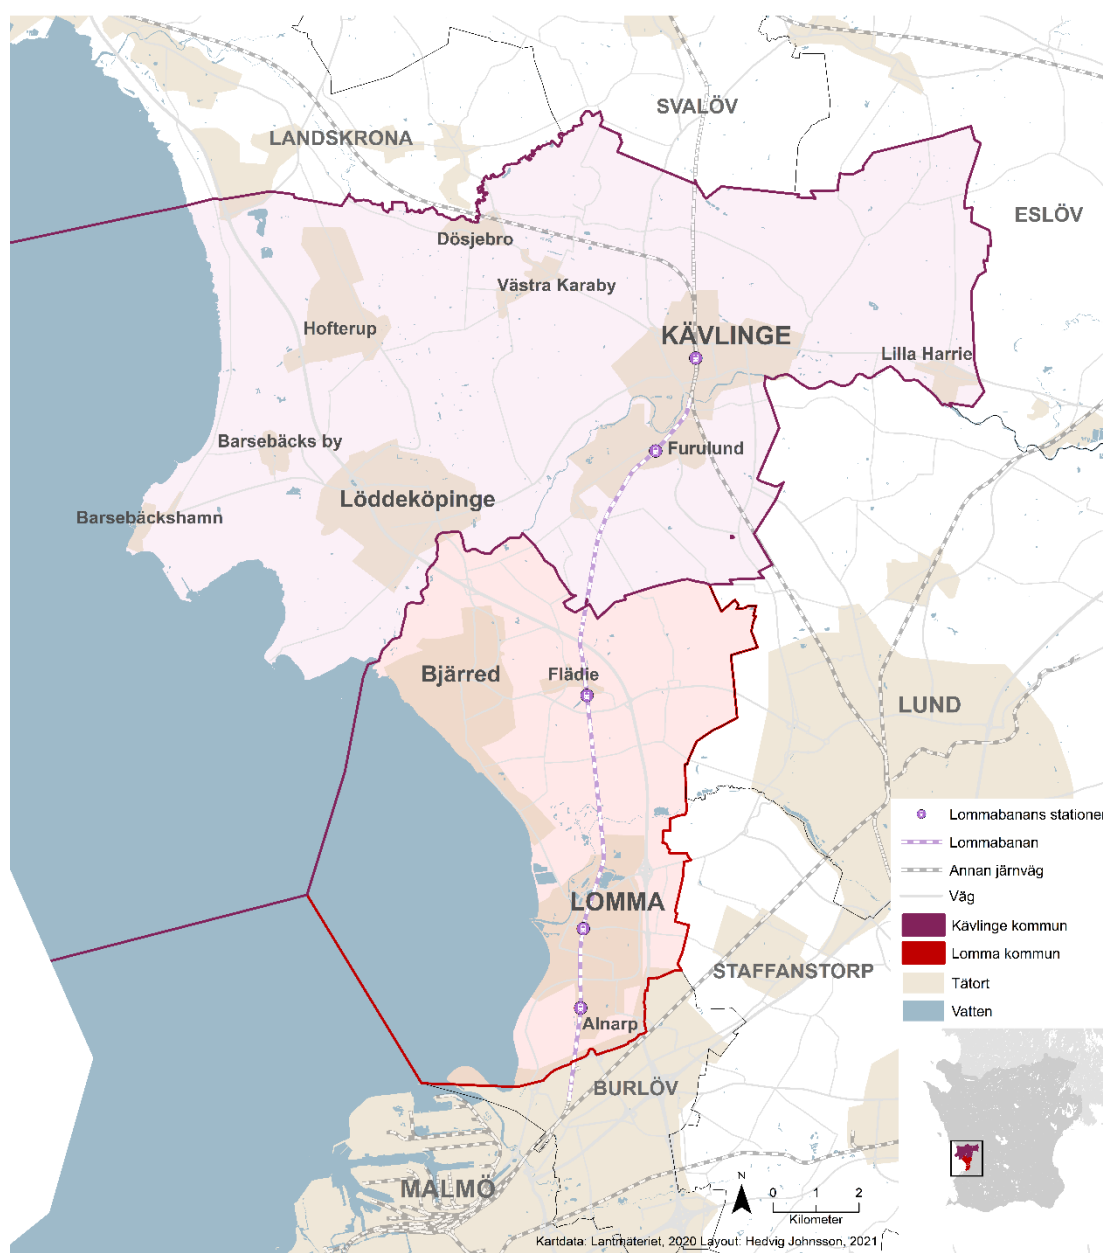 SVALÖV
LANDSKRONA
ESLÖV
Dösjebro
Västra Karaby
Hofterup
KÄVLINGE
Lilla Harrie
Barsebäcks by
Furulund
Löddeköpinge
Barsebäckshamn
Bjärred
Flädie
LUND
LOMMA
STAFFANSTORP
Alnarp
BURLÖV
MALMÖ
Lommabanans stationer
Lommabanan
Annan järnväg
Väg
Kävlinge kommun
Lomma kommun
Tätort
Vatten
N
0 1 2
Kilometer
Kartdata: Lantmäteriet, 2020 Layout: Hedvig Johnsson, 2021